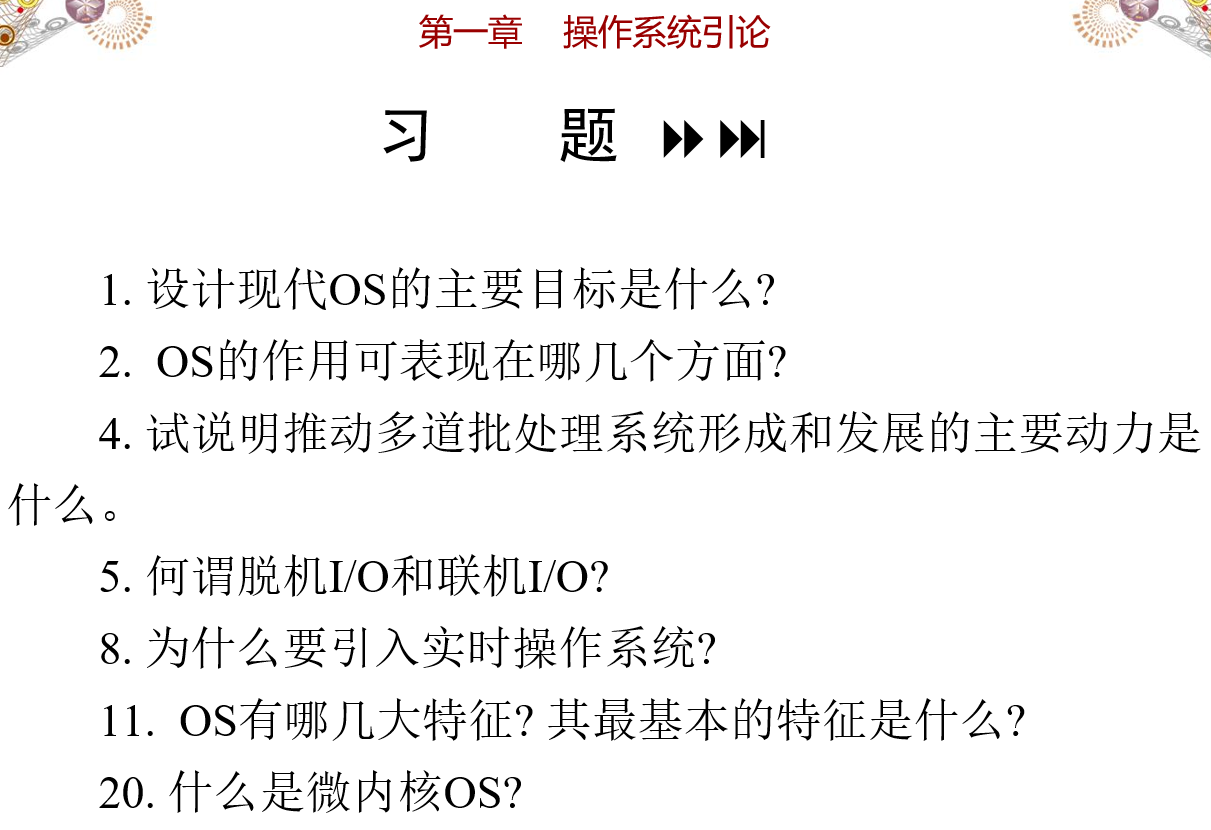 第一章 操作系统引论
习 题
1. 设计现代OS的主要目标是什么?
2. OS的作用可表现在哪几个方面?
4. 试说明推动多道批处理系统形成和发展的主要动力是
什么。
5. 何谓脱机I/O和联机I/O?
8. 为什么要引入实时操作系统?
11. OS有哪几大特征? 其最基本的特征是什么?
20. 什么是微内核OS?